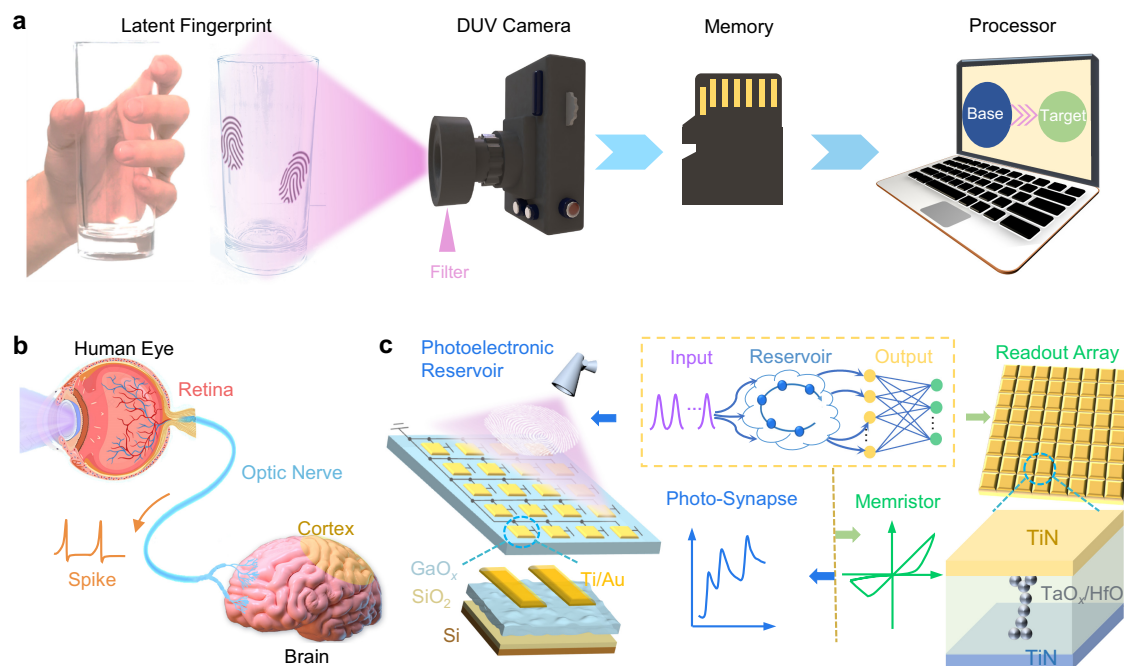 a
Latent Fingerprint
DUV Camera
Memory
Processor
Base
Target
Filter
b
Human Eye
Retina
Optic Nerve
Spike
Cortex
Brain
c
Photoelectronic
Reservoir
Input
Reservoir
Output
Readout Array
Photo-Synapse
Memristor
GaOₓ
SiO₂
Si
Ti/Au
TiN
TaOₓ/HfO
TiN